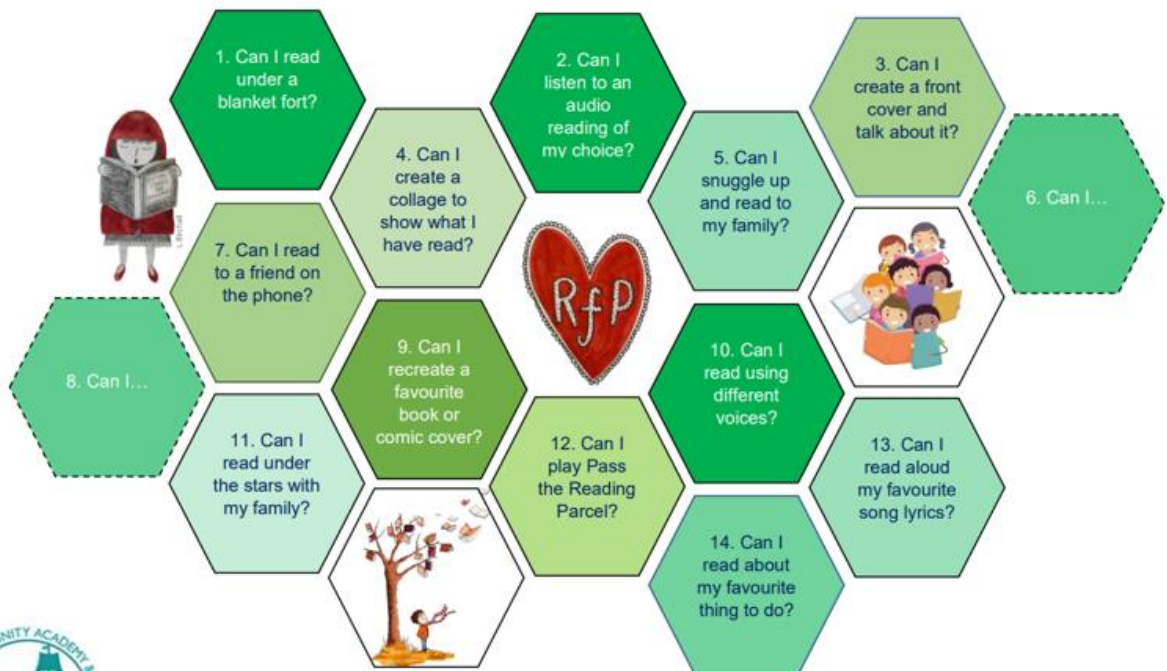 1. Can I read
under a
blanket fort?
2. Can I
listen to an
audio
reading of
my choice?
3. Can I
create a front
cover and
talk about it?
4. Can I
create a
collage to
show what I
have read?
5. Can I
snuggle up
and read to
my family?
6. Can I...
7. Can I read
to a friend on
the phone?
RfP
8. Can I...
9. Can I
recreate a
favourite
book or
comic cover?
10. Can I
read using
different
voices?
11. Can I
read under
the stars with
my family?
12. Can I
play Pass
the Reading
Parcel?
13. Can I
read aloud
my favourite
song lyrics?
14. Can I
read about
my favourite
thing to do?
ACADEMY